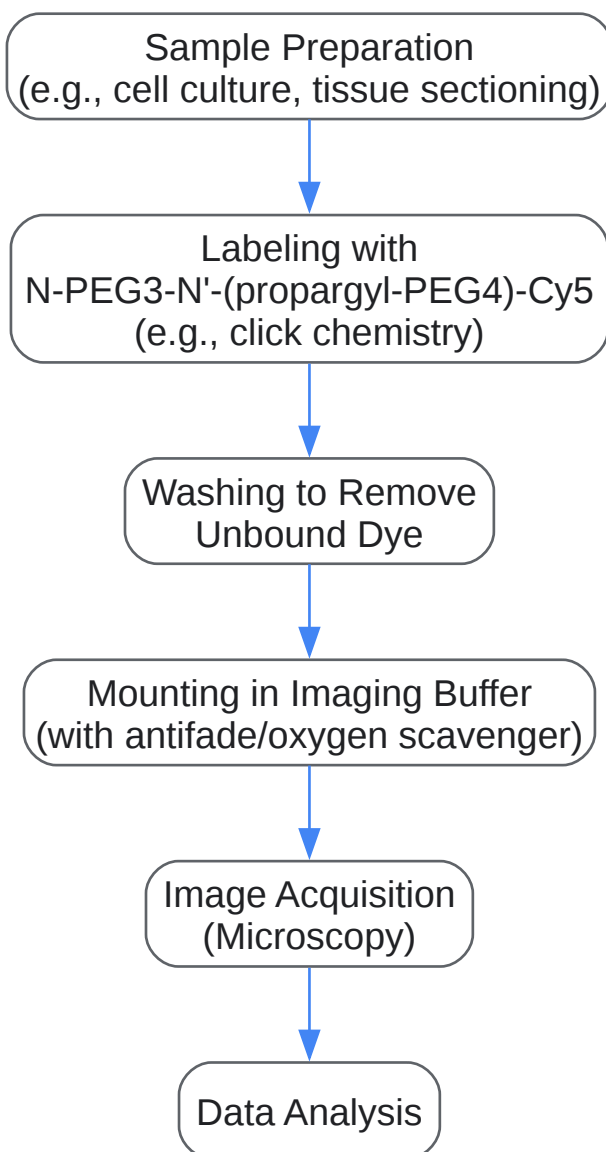 Sample Preparation
(e.g., cell culture, tissue sectioning)
Labeling with
N-PEG3-N'-(propargyl-PEG4)-Cy5
(e.g., click chemistry)
Washing to Remove
Unbound Dye
Mounting in Imaging Buffer
(with antifade/oxygen scavenger)
Image Acquisition
(Microscopy)
Data Analysis